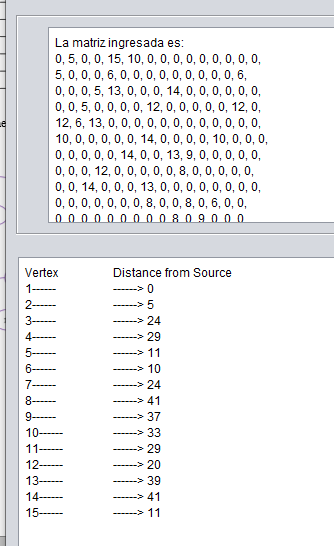 La matriz ingresada es:
0, 5, 0, 0, 15, 10, 0, 0, 0, 0, 0, 0, 0, 0, 0,
5, 0, 0, 0, 6, 0, 0, 0, 0, 0, 0, 0, 0, 0, 6,
0, 0, 0, 5, 13, 0, 0, 0, 14, 0, 0, 0, 0, 0, 0,
0, 0, 5, 0, 0, 0, 0, 12, 0, 0, 0, 0, 0, 12, 0,
12, 6, 13, 0, 0, 0, 0, 0, 0, 0, 0, 0, 0, 0, 0,
10, 0, 0, 0, 0, 0, 14, 0, 0, 0, 0, 10, 0, 0, 0,
0, 0, 0, 0, 0, 14, 0, 0, 13, 9, 0, 0, 0, 0, 0,
0, 0, 0, 12, 0, 0, 0, 0, 0, 8, 0, 0, 0, 0, 0,
0, 0, 14, 0, 0, 0, 13, 0, 0, 0, 0, 0, 0, 0, 0,
0, 0, 0, 0, 0, 0, 0, 8, 0, 0, 8, 0, 6, 0, 0,
0, 0, 0, 0, 0, 0, 0, 0, 0, 8, 0, 9, 0, 0, 0,
Vertex Distance from Source
1------ ------> 0
2------ ------> 5
3------ ------> 24
4------ ------> 29
5------ ------> 11
6------ ------> 10
7------ ------> 24
8------ ------> 41
9------ ------> 37
10------ ------> 33
11------ ------> 29
12------ ------> 20
13------ ------> 39
14------ ------> 41
15------ ------> 11